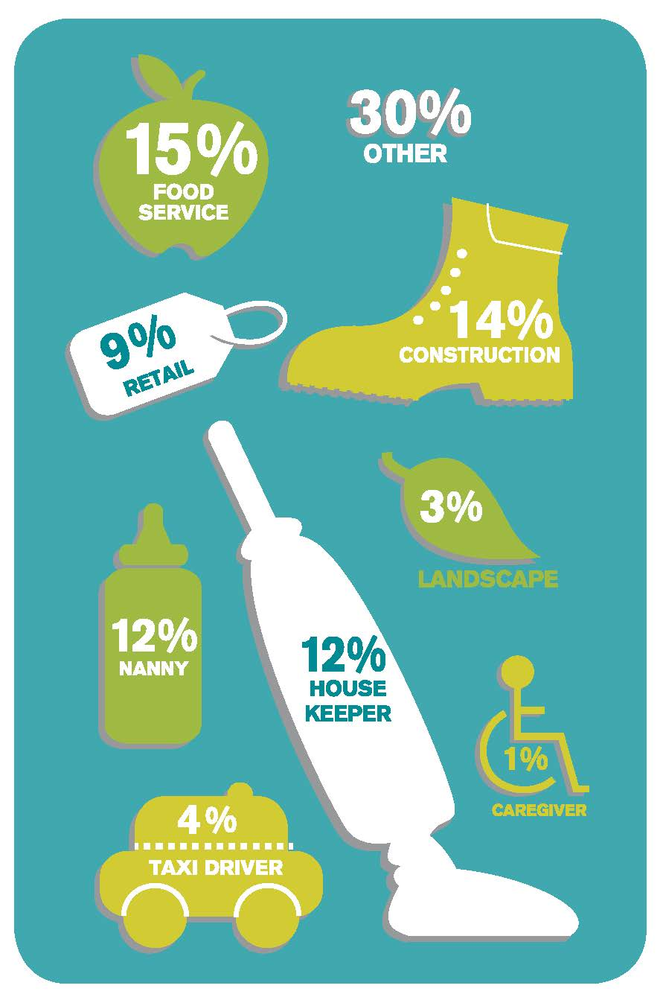 15%
FOOD
SERVICE
30%
OTHER
14%
CONSTRUCTION
9%
RETAIL
3%
LANDSCAPE
12%
NANNY
12%
HOUSE
KEEPER
1%
CAREGIVER
4%
TAXI DRIVER